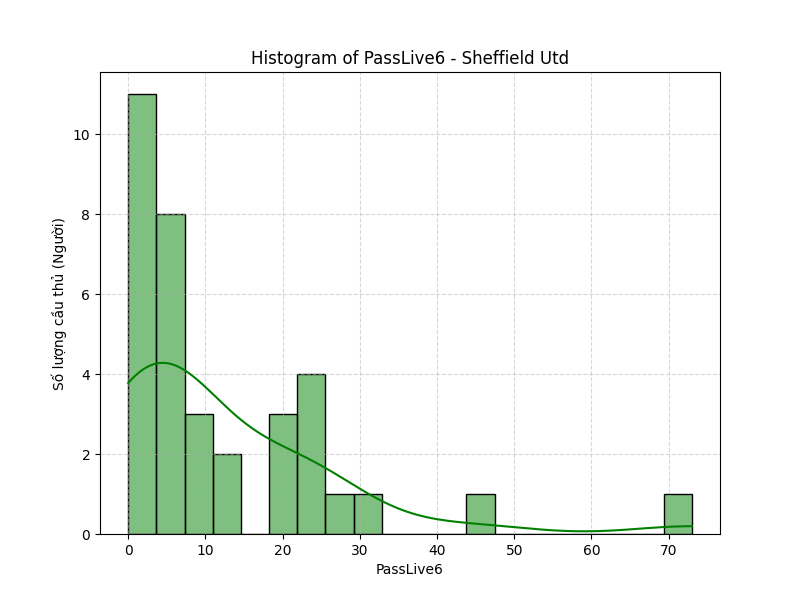 Histogram of PassLive6 - Sheffield Utd
Số lượng cầu thủ (Người)
10
8
6
4
2
0
0 10 20 30 40 50 60 70
PassLive6